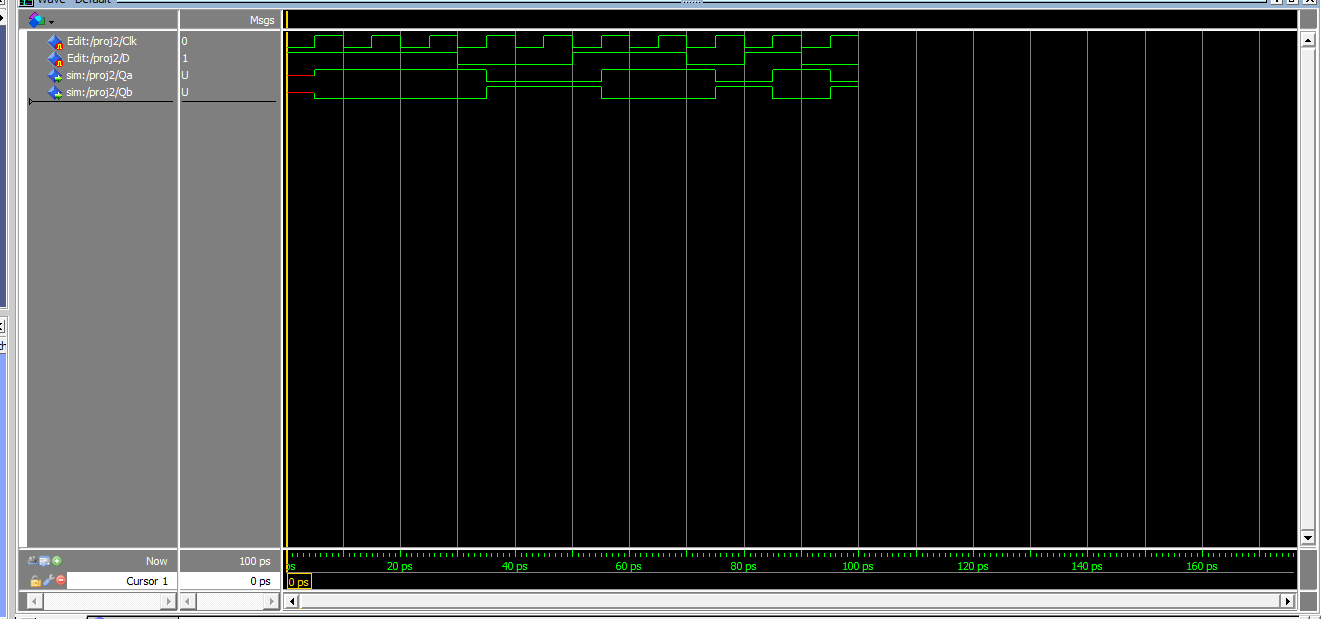 Wave - Default
Msgs
Edit:/proj2/Clk 0
Edit:/proj2/D 1
sim:/proj2/Qa U
sim:/proj2/Qb U
Now 100 ps
ps 20 ps 40 ps 60 ps 80 ps 100 ps 120 ps 140 ps 160 ps
Cursor 1 0 ps 0 ps